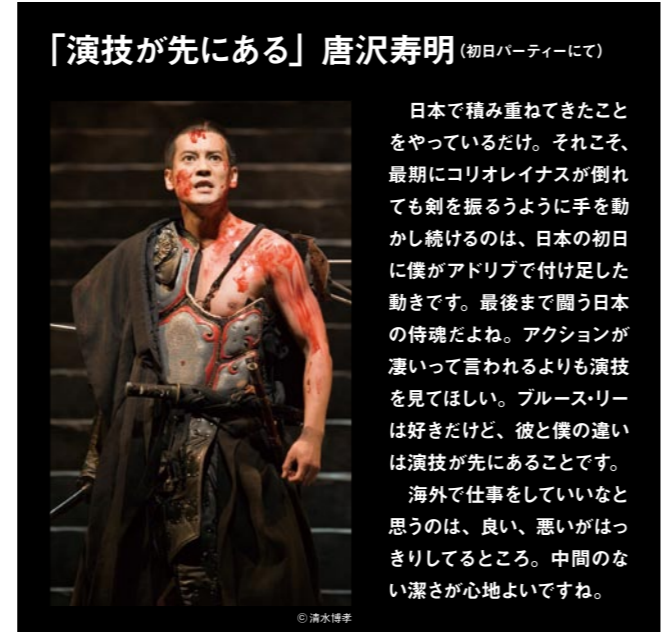 「演技が先にある」唐沢寿明（初日パーティーにて）
日本で積み重ねてきたこと
をやっているだけ。それこそ、
最期にコリオレイナスが倒れ
ても剣を振るうように手を動
かし続けるのは、日本の初日
に僕がアドリブで付け足した
動きです。最後まで闘う日本
の侍魂だよね。アクションが
凄いって言われるよりも演技
を見てほしい。ブルース・リー
は好きだけど、彼と僕の違い
は演技が先にあることです。
海外で仕事をしていいなと
思うのは、良い、悪いがはっ
きりしてるところ。中間のな
い潔さが心地よいですね。
© 清水博孝